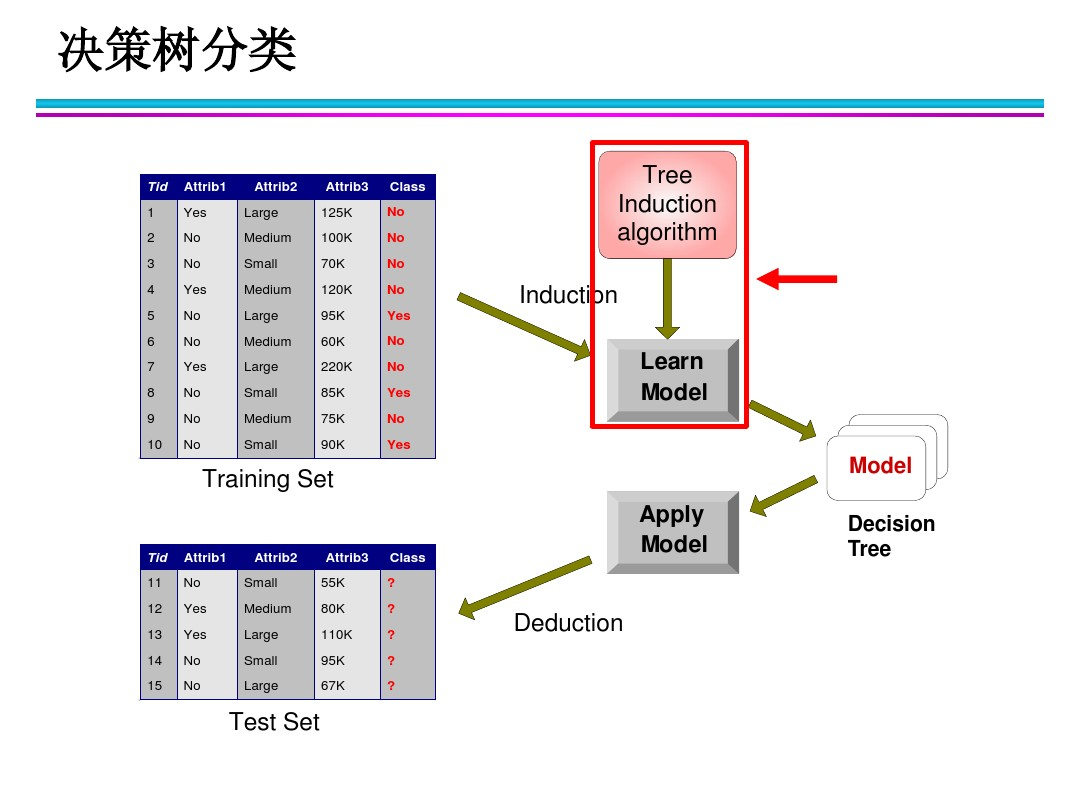 决策树分类
Tid Attrib1 Attrib2 Attrib3 Class
1 Yes Large 125K No
2 No Medium 100K No
3 No Small 70K No
4 Yes Medium 120K No
5 No Large 95K Yes
6 No Medium 60K No
7 Yes Large 220K No
8 No Small 85K Yes
9 No Medium 75K No
10 No Small 90K Yes
Training Set
Tree
Induction
algorithm
Induction
Learn
Model
Model
Decision
Tree
Apply
Model
Deduction
Tid Attrib1 Attrib2 Attrib3 Class
11 No Small 55K ?
12 Yes Medium 80K ?
13 Yes Large 110K ?
14 No Small 95K ?
15 No Large 67K ?
Test Set